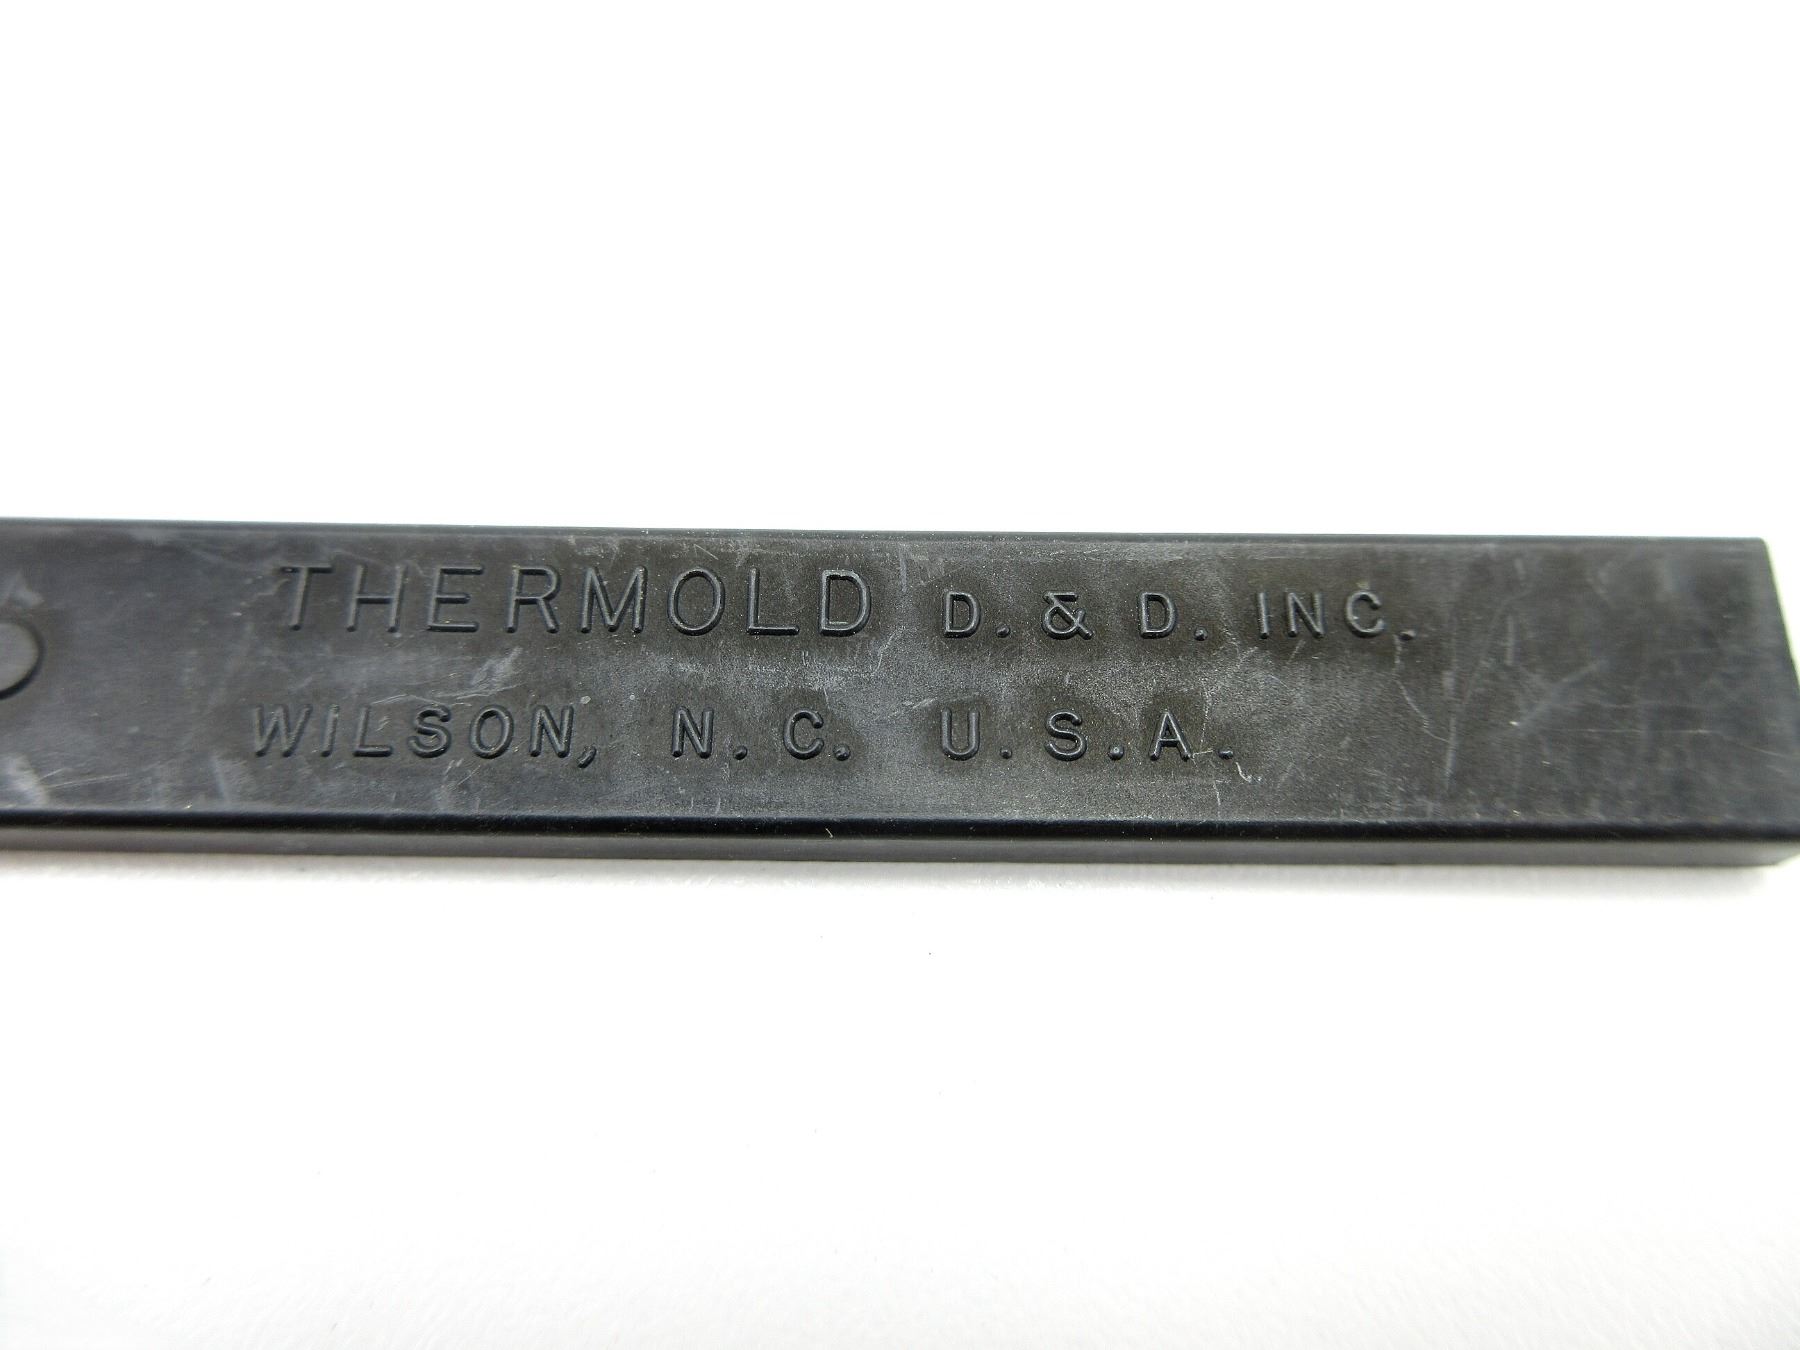 THERMOLD D. & D. INC.
WILSON, N. C. U.S.A.